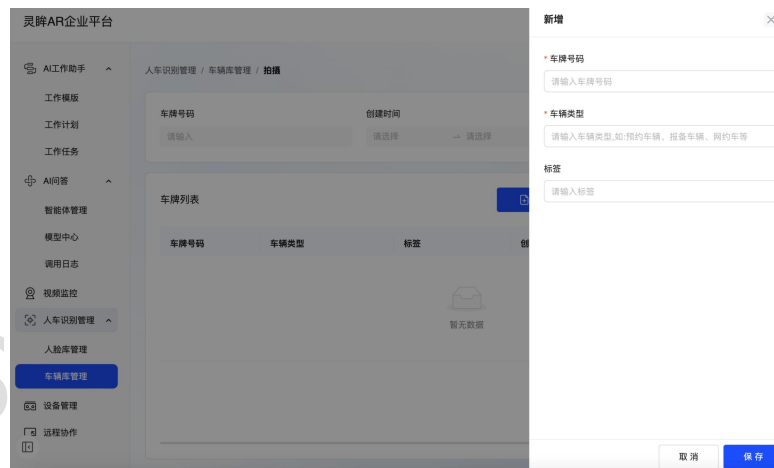 灵眸AR企业平台
AI工作助手
工作模版
工作计划
工作任务
AI问答
智能体管理
模型中心
调用日志
视频监控
人车识别管理
人脸库管理
车辆库管理
设备管理
远程协作
人车识别管理 / 车辆库管理 / 拍摄
车牌号码
创建时间
请输入
请选择 → 请选择
车牌列表
车牌号码 车辆类型 标签 创
暂无数据
新增
* 车牌号码
请输入车牌号码
* 车辆类型
请输入车辆类型,如:预约车辆、报备车辆、网约车等
标签
请输入标签
取 消
保 存